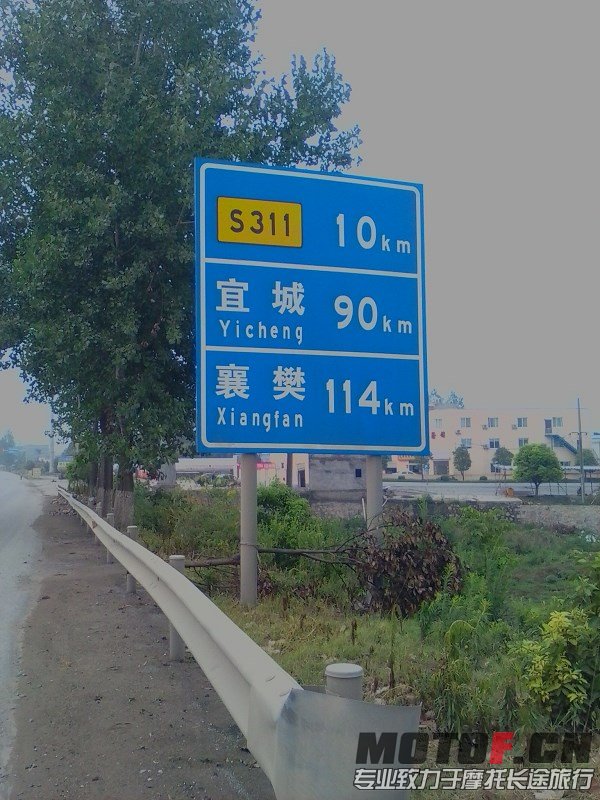 S311 10km
宜城 90km
Yicheng
襄樊 114km
Xiangfan
MOTOF.CN
专业致力于摩托长途旅行